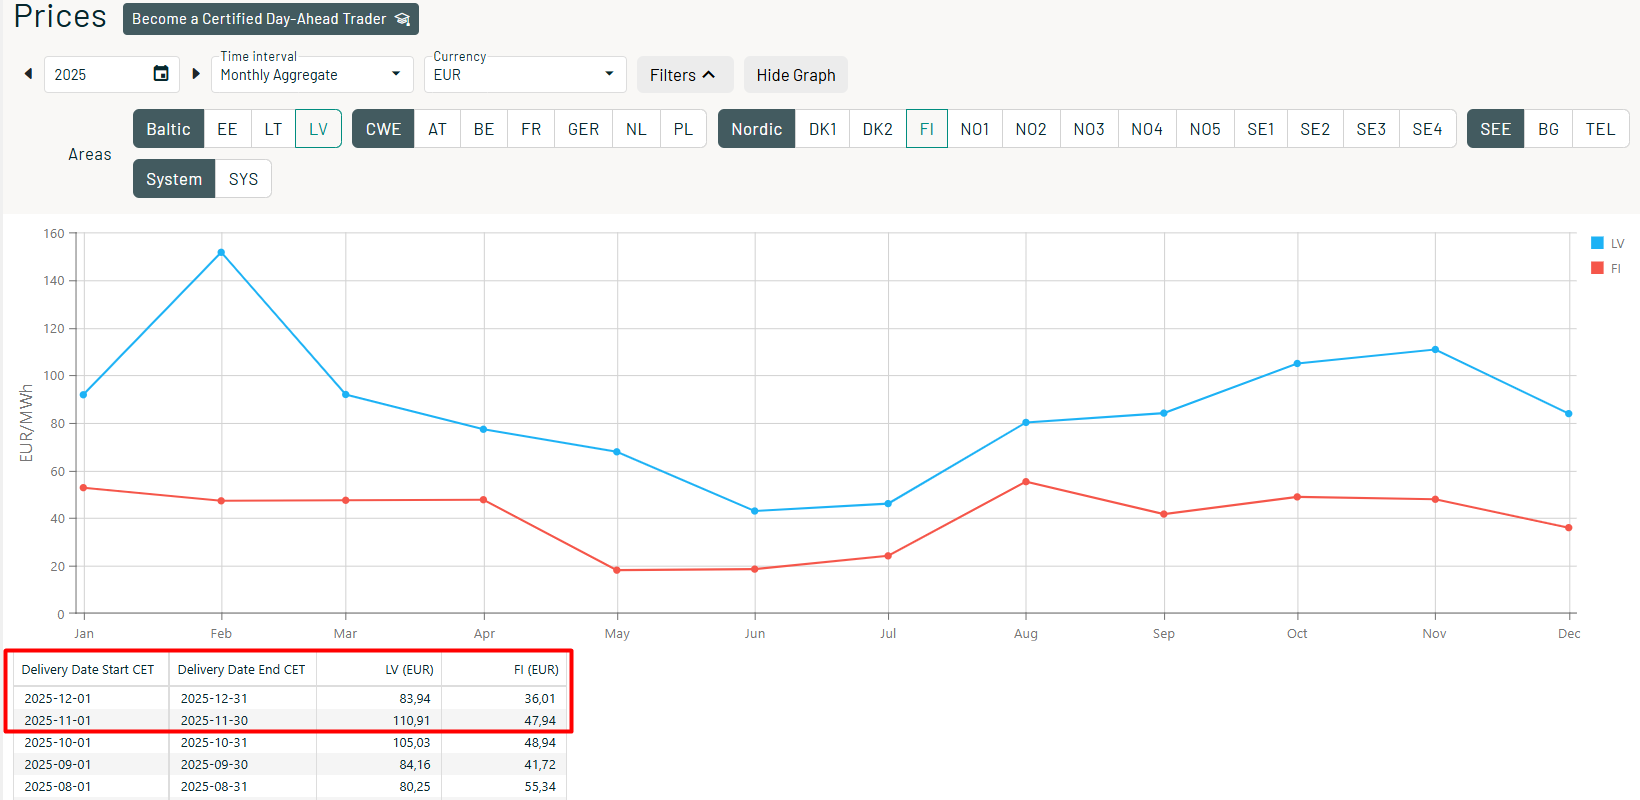 Prices Become a Certified Day-Ahead Trader
2025 Time interval Monthly Aggregate Currency EUR Filters Hide Graph
Areas
Baltic EE LT LV CWE AT BE FR GER NL PL Nordic DK1 DK2 FI NO1 NO2 NO3 NO4 NO5 SE1 SE2 SE3 SE4 SEE BG TEL
System SYS
EUR/MWh
160
140
120
100
80
60
40
20
0
Jan Feb Mar Apr May Jun Jul Aug Sep Oct Nov Dec
LV
FI
Delivery Date Start CET Delivery Date End CET LV (EUR) FI (EUR)
2025-12-01 2025-12-31 83,94 36,01
2025-11-01 2025-11-30 110,91 47,94
2025-10-01 2025-10-31 105,03 48,94
2025-09-01 2025-09-30 84,16 41,72
2025-08-01 2025-08-31 80,25 55,34